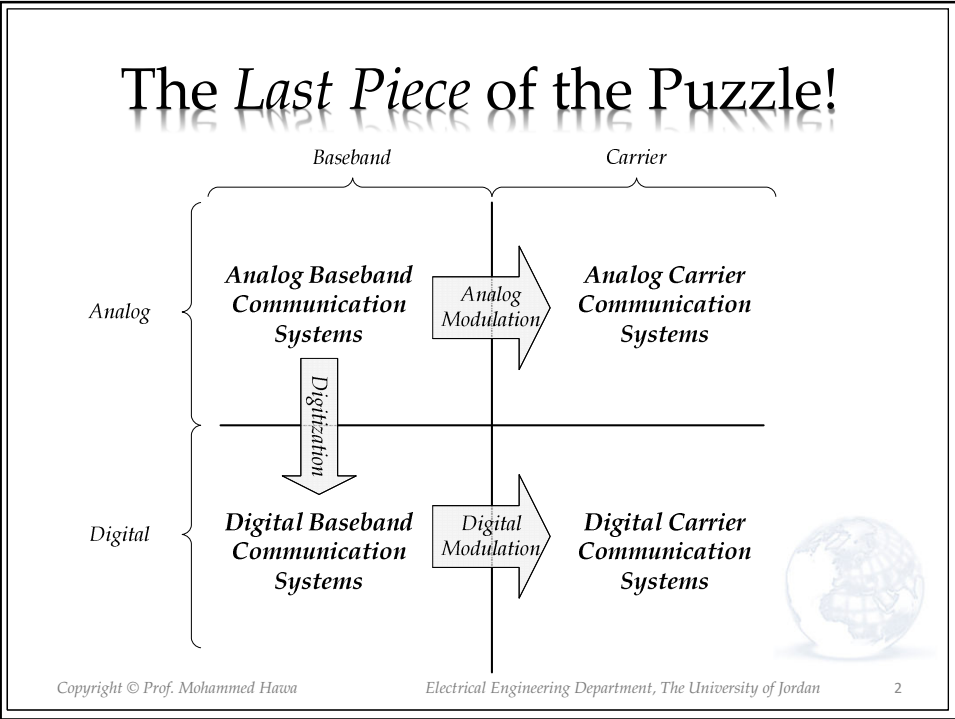 The Last Piece of the Puzzle!
Baseband
Carrier
Analog
Analog Baseband
Communication
Systems
Analog
Modulation
Analog Carrier
Communication
Systems
Digitization
Digital
Digital Baseband
Communication
Systems
Digital
Modulation
Digital Carrier
Communication
Systems
Copyright © Prof. Mohammed Hawa
Electrical Engineering Department, The University of Jordan
2